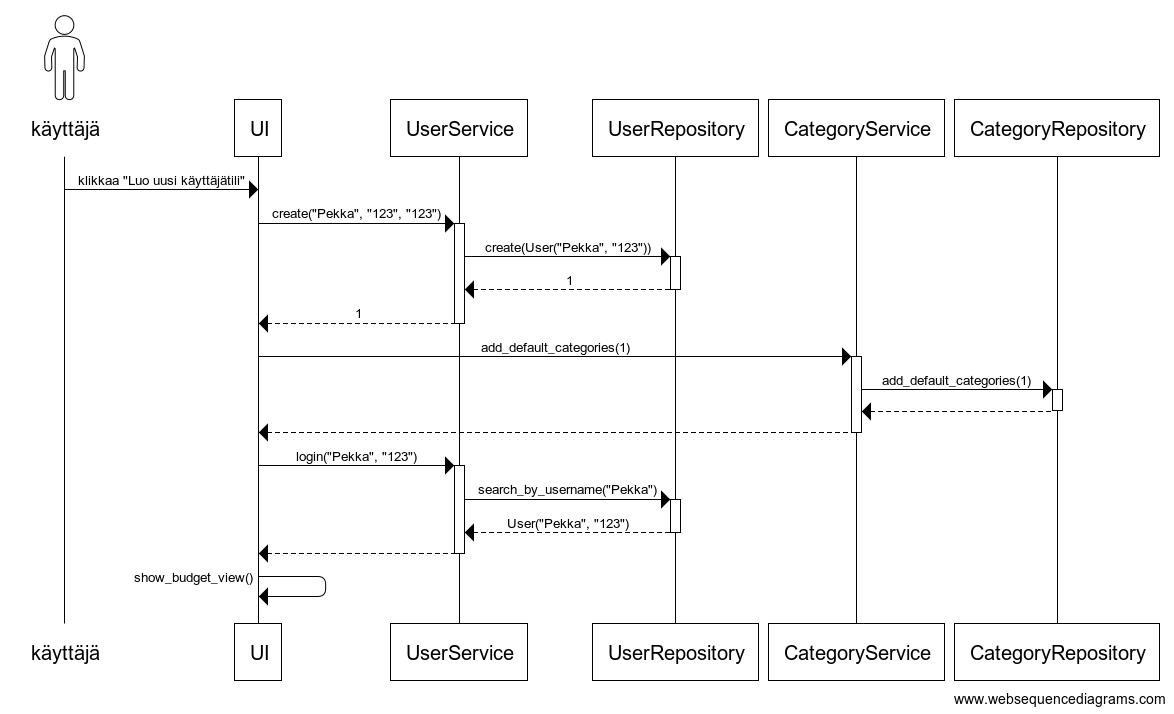 käyttäjä
UI
UserService
UserRepository
CategoryService
CategoryRepository
klikkaa "Luo uusi käyttäjätili"
create("Pekka", "123", "123")
create(User("Pekka", "123"))
1
1
add_default_categories(1)
add_default_categories(1)
login("Pekka", "123")
search_by_username("Pekka")
User("Pekka", "123")
show_budget_view()
käyttäjä
UI
UserService
UserRepository
CategoryService
CategoryRepository
www.websequencediagrams.com